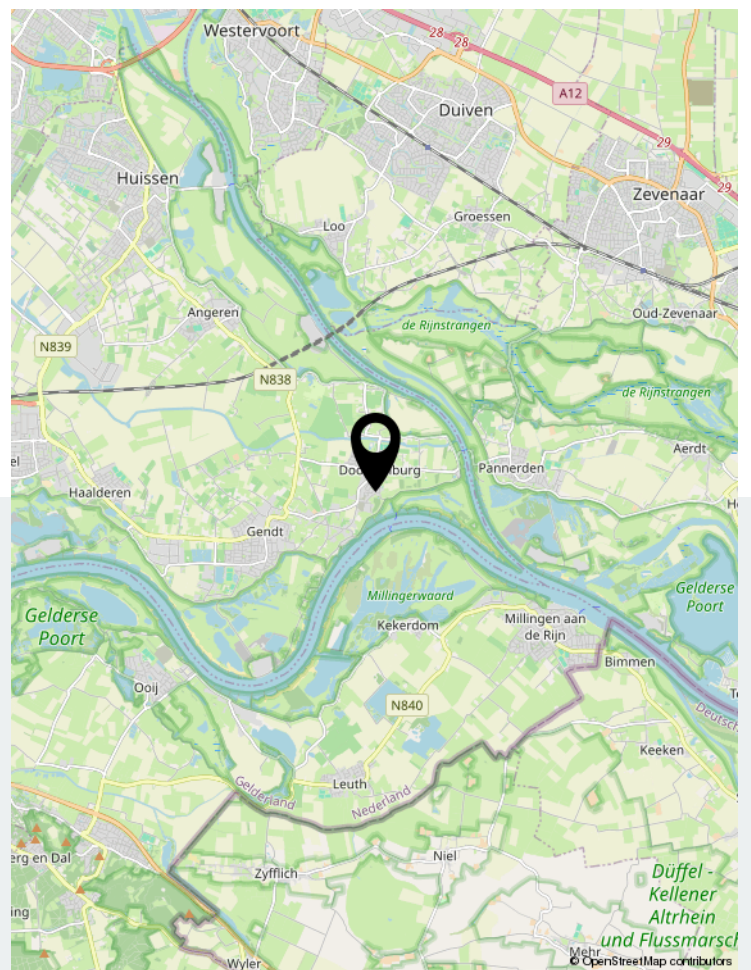 Westervoort
28
28
A12
Duiven
29
29
Huissen
Zevenaar
Groessen
Loo
Oud-Zevenaar
Angeren
de Rijnstrangen
N839
N838
de Rijnstrangen
Aerdt
Pannerden
Haalderen
Gendt
Gelderse
Poort
Millingerwaard
Gelderse
Poort
Kekerdom
Millingen aan
de Rijn
Bimmen
Ooij
N840
Keeken
Leuth
Gelderland
Nederland
Niel
Zyfflich
Düffel -
Kellener
Altrhein
und Flussmarsch
Mehr
Wyler
© OpenStreetMap contributors